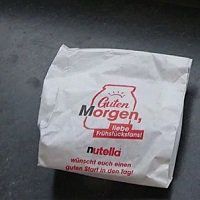 Guten
Morgen,
liebe
Frühstücksfans!
nutella
wünscht euch einen
guten Start in den Tag!